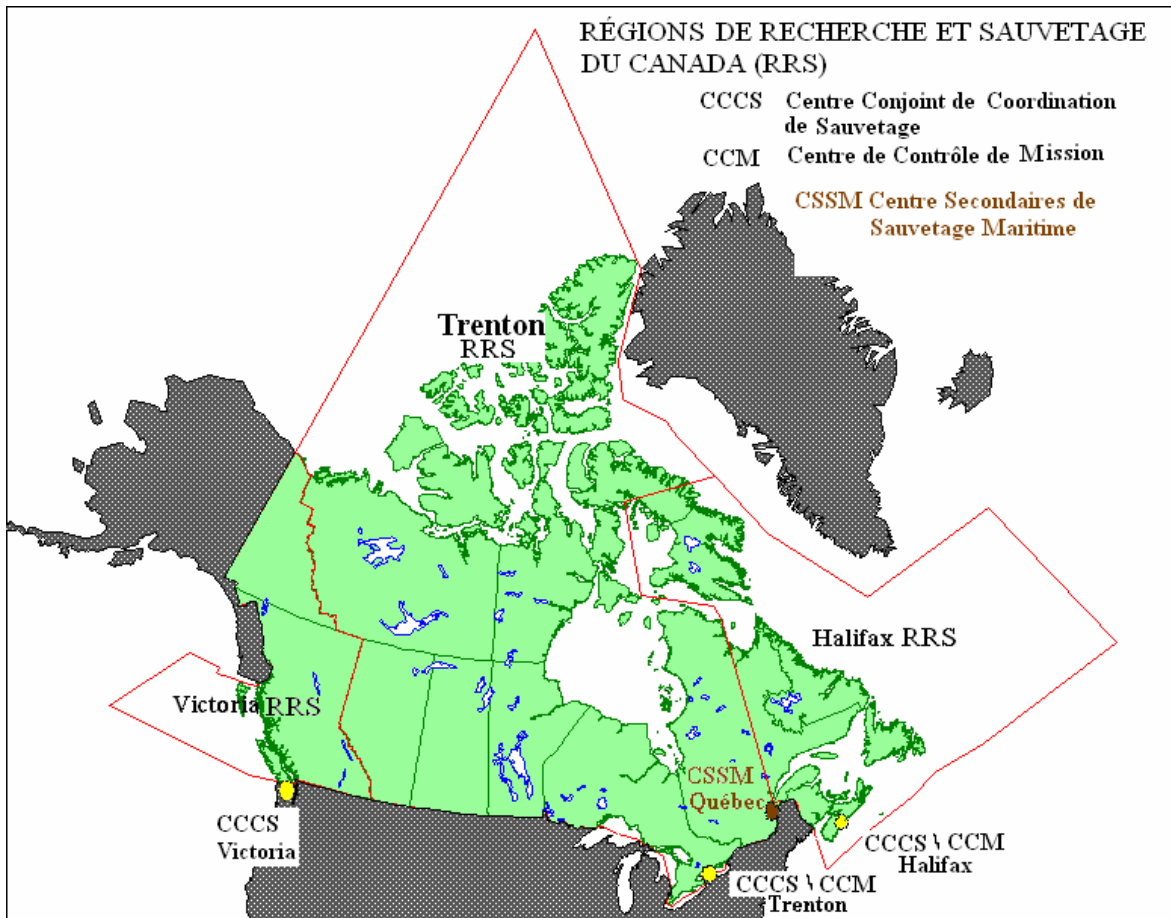 RÉGIONS DE RECHERCHE ET SAUVETAGE
DU CANADA (RRS)
CCCS Centre Conjoint de Coordination
de Sauvetage
CCM Centre de Contrôle de Mission
CSSM Centre Secondaires de
Sauvetage Maritime
Trenton
RRS
Halifax RRS
Victoria RRS
CSSM
Québec
CCCS
Victoria
CCCS \ CCM
Halifax
CCCS \ CCM
Trenton